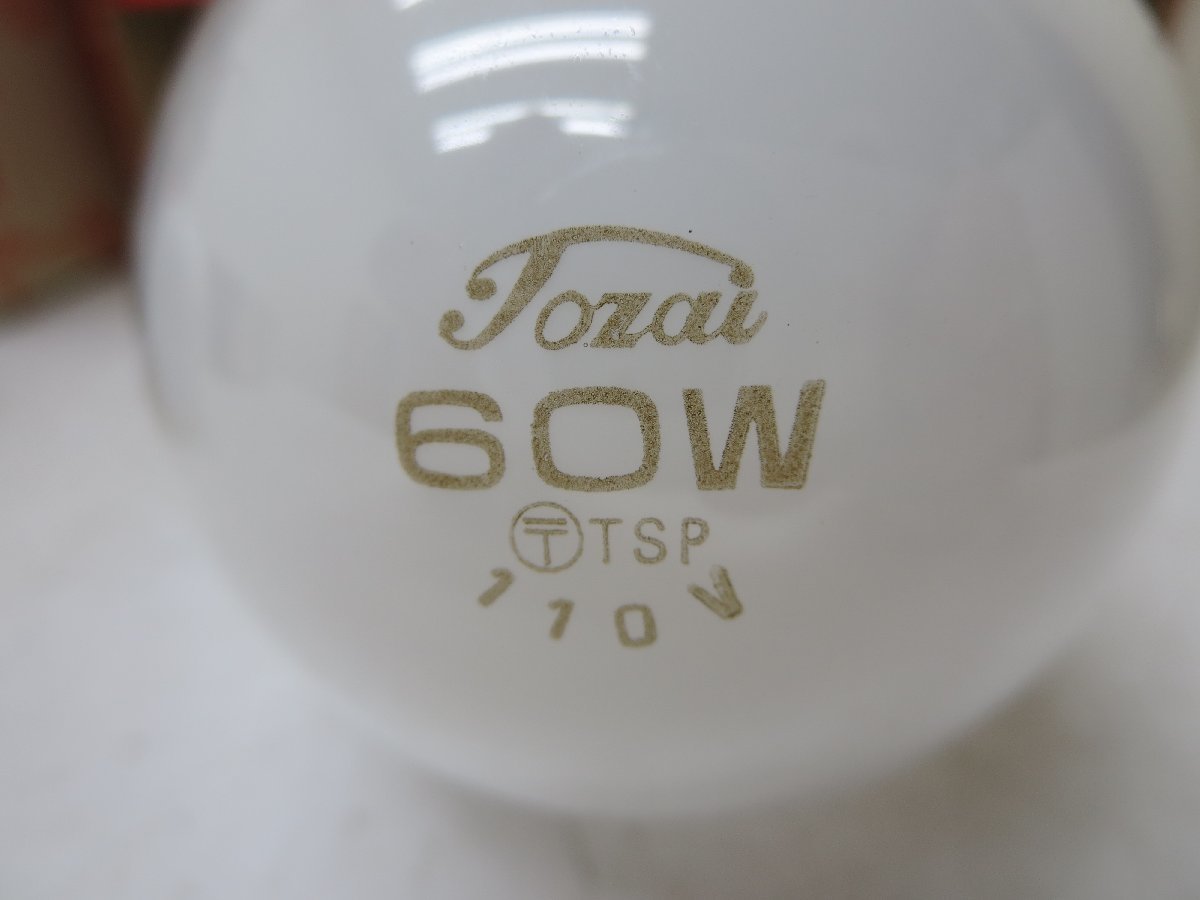 Tozai
60W
〶TSP
110V